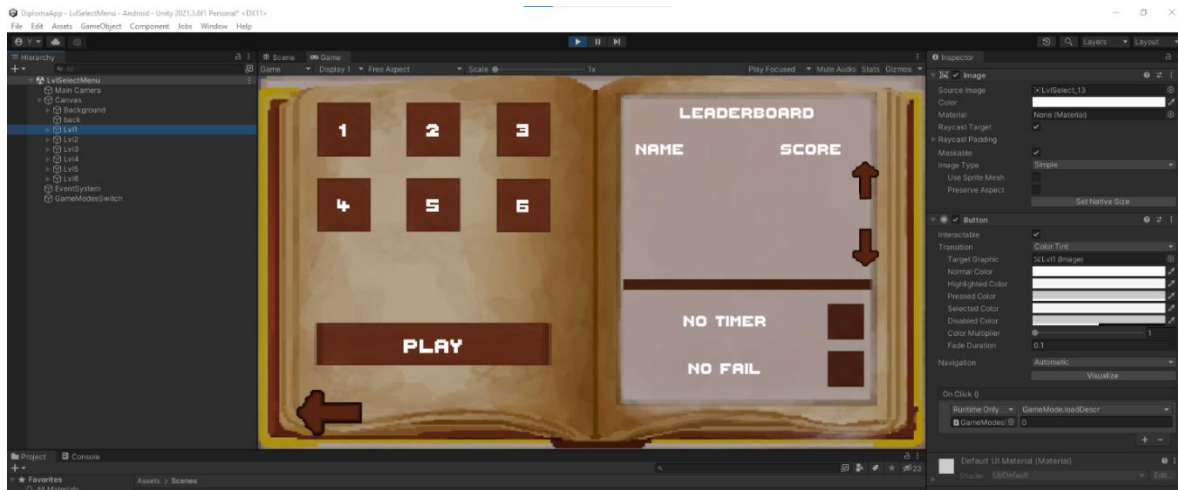 DiplomaApp - LvlSelectMenu - Android - Unity 2021.3.6f1 Personal* <DX11>
File Edit Assets GameObject Component Jobs Window Help
Layers Layout
Hierarchy
All
LvlSelectMenu
Main Camera
Canvas
Background
back
Lvl1
Lvl2
Lvl3
Lvl4
Lvl5
Lvl6
EventSystem
GameModesSwitch
Scene Game
Game Display 1 Free Aspect Scale 1x Play Focused Mute Audio Stats Gizmos
1 2 3
4 5 6
PLAY
LEADERBOARD
NAME SCORE
NO TIMER
NO FAIL
Inspector
Image
Source Image LvlSelect_13
Color
Material None (Material)
Raycast Target
Raycast Padding
Maskable
Image Type Simple
Use Sprite Mesh
Preserve Aspect
Set Native Size
Button
Interactable
Transition Color Tint
Target Graphic Lvl1 (Image)
Normal Color
Highlighted Color
Pressed Color
Selected Color
Disabled Color
Color Multiplier 1
Fade Duration 0.1
Navigation Automatic
Visualize
On Click ()
Runtime Only GameMode.loadDescr
GameModes 0
Default UI Material (Material)
Shader UI/Default Edit...
Project Console
23
Favorites
Assets > Scenes